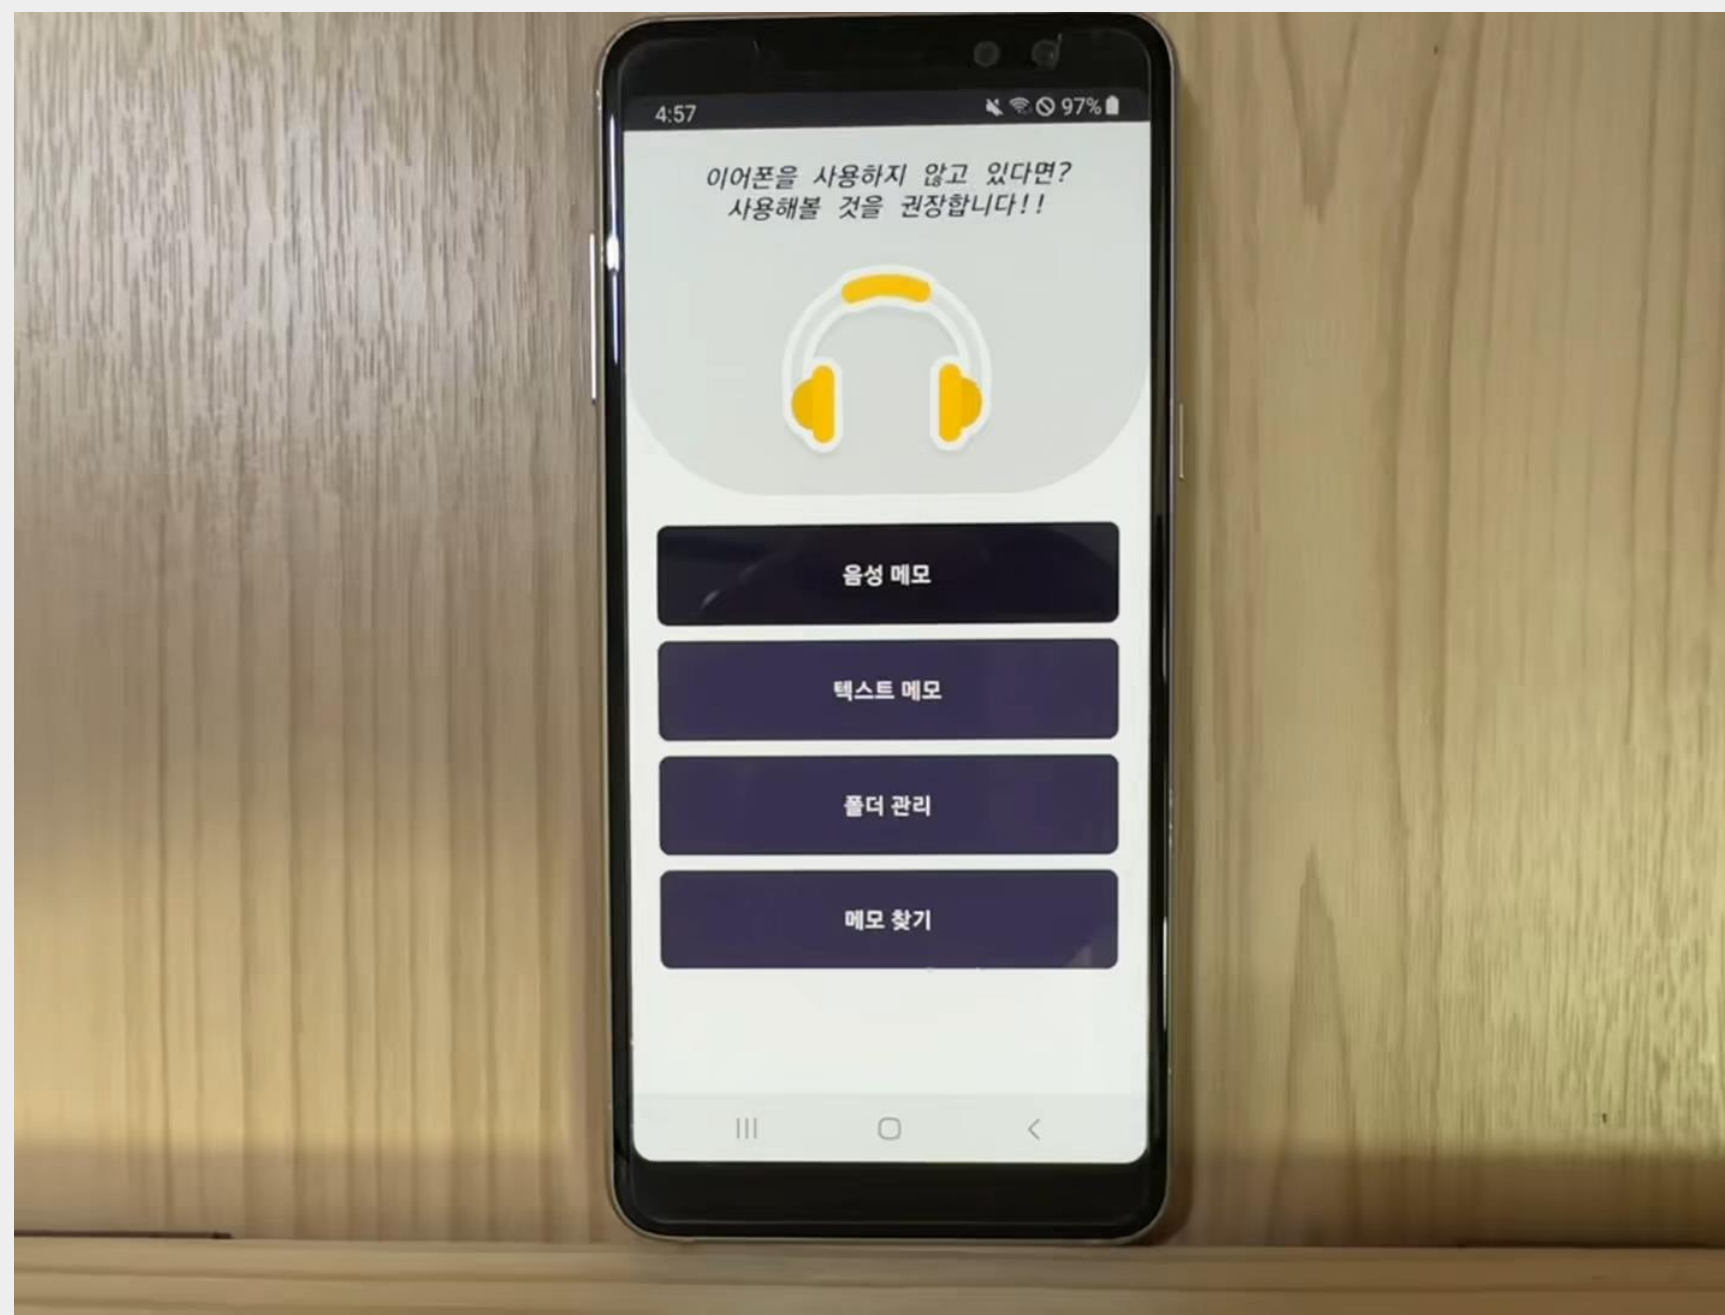 4:57 97%
이어폰을 사용하지 않고 있다면?
사용해볼 것을 권장합니다!!
음성 메모
텍스트 메모
폴더 관리
메모 찾기